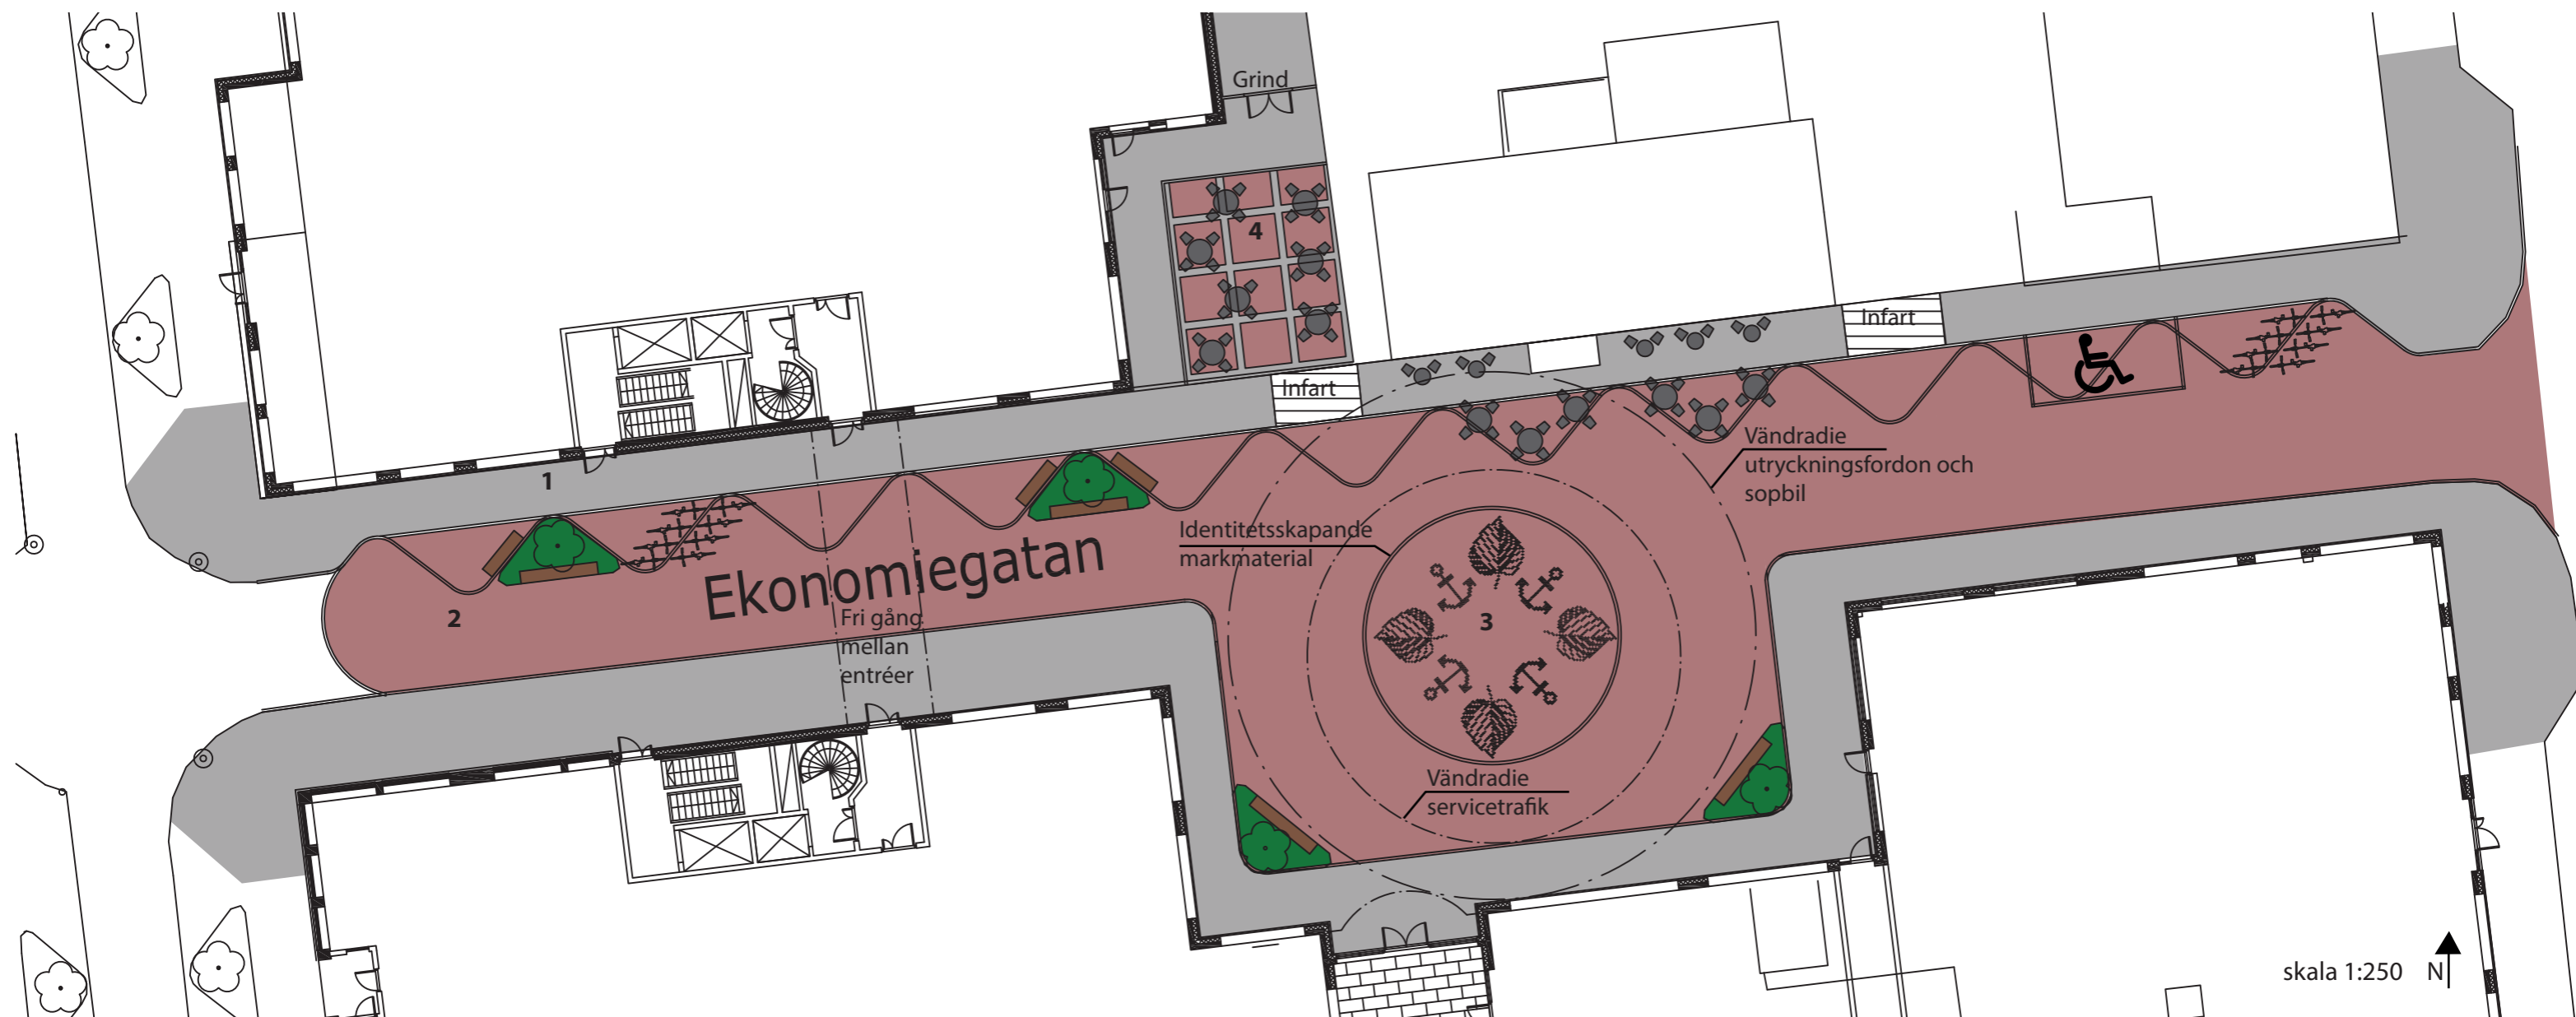 Grind
4
Infart
Infart
Vändradie
utryckningsfordon och
sopbil
1
Identitetsskapande
markmaterial
Ekonomiegatan
2
Fri gång
mellan
entréer
3
Vändradie
servicetrafik
skala 1:250
N